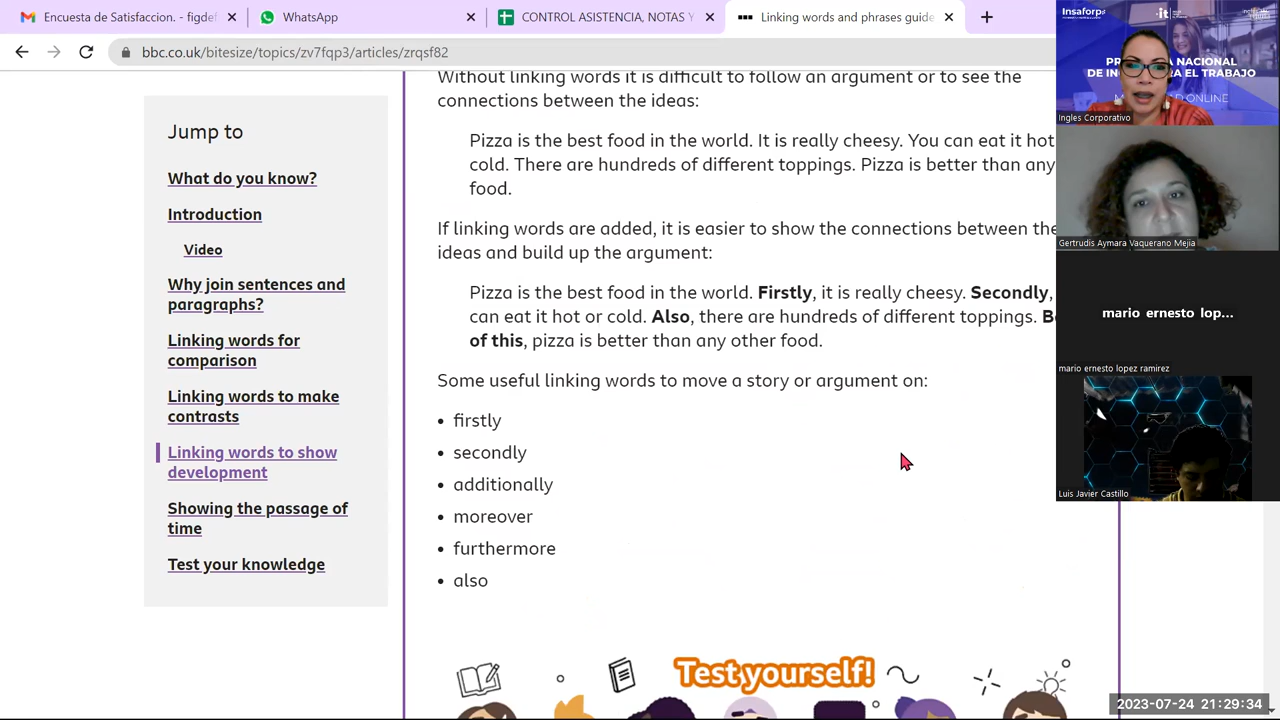 Encuesta de Satisfaccion. - figdef
WhatsApp
CONTROL ASISTENCIA, NOTAS Y
Linking words and phrases guide
bbc.co.uk/bitesize/topics/zv7fqp3/articles/zrqsf82
Jump to
What do you know?
Introduction
Video
Why join sentences and
paragraphs?
Linking words for
comparison
Linking words to make
contrasts
Linking words to show
development
Showing the passage of
time
Test your knowledge
Without linking words it is difficult to follow an argument or to see the
connections between the ideas:
Pizza is the best food in the world. It is really cheesy. You can eat it hot
cold. There are hundreds of different toppings. Pizza is better than any
food.
If linking words are added, it is easier to show the connections between the
ideas and build up the argument:
Pizza is the best food in the world. Firstly, it is really cheesy. Secondly,
can eat it hot or cold. Also, there are hundreds of different toppings. B
of this, pizza is better than any other food.
Some useful linking words to move a story or argument on:
• firstly
• secondly
• additionally
• moreover
• furthermore
• also
Test yourself!
Insaforp
it
NACIONAL
DE IN EL TRABAJO
ONLINE
Ingles Corporativo
Gertrudis Aymara Vaquerano Mejia
mario ernesto lop...
mario ernesto lopez ramirez
Luis Javier Castillo
2023-07-24 21:29:34